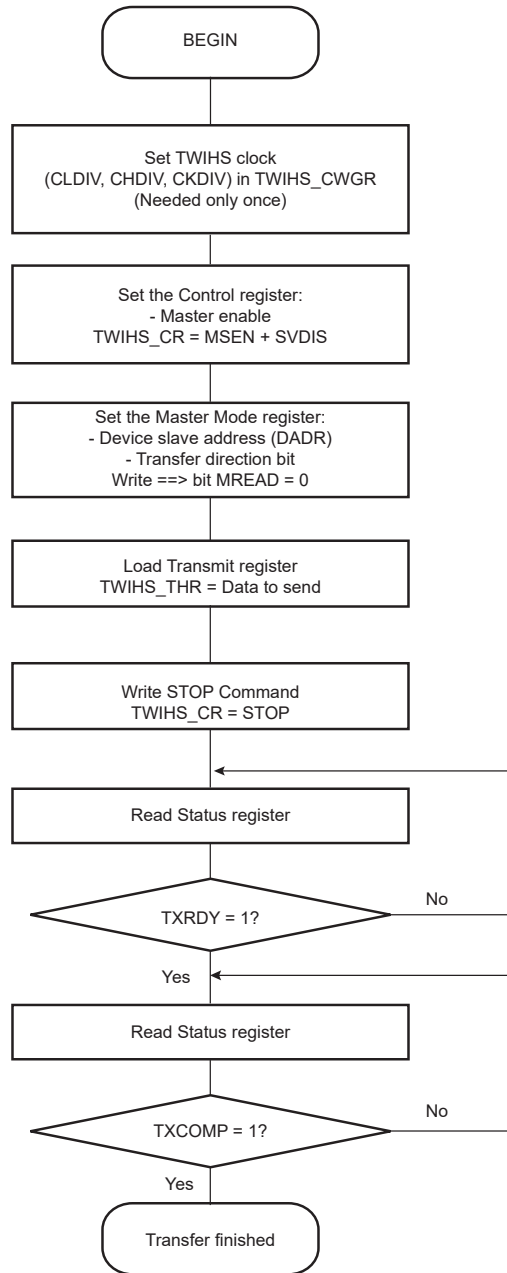 BEGIN
Set TWIHS clock
(CLDIV, CHDIV, CKDIV) in TWIHS_CWGR
(Needed only once)
Set the Control register:
- Master enable
TWIHS_CR = MSEN + SVDIS
Set the Master Mode register:
- Device slave address (DADR)
- Transfer direction bit
Write ==> bit MREAD = 0
Load Transmit register
TWIHS_THR = Data to send
Write STOP Command
TWIHS_CR = STOP
Read Status register
No
TXRDY = 1?
Yes
Read Status register
No
TXCOMP = 1?
Yes
Transfer finished